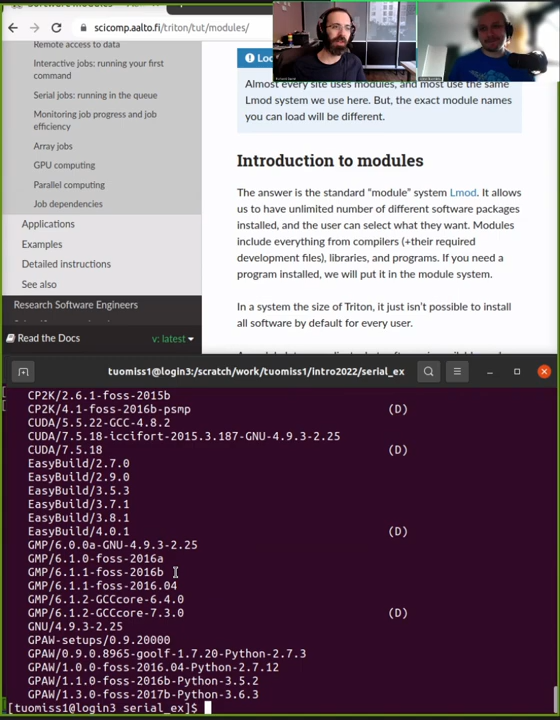 scicomp.aalto.fi/triton/tut/modules/
Remote access to data
Interactive jobs: running your first
command
Serial jobs: running in the queue
Monitoring job progress and job
efficiency
Array jobs
GPU computing
Parallel computing
Job dependencies
Applications
Examples
Detailed instructions
See also
Research Software Engineers
Read the Docs
v: latest
Almost every site uses modules, and most use the same
Lmod system we use here. But, the exact module names
you can load will be different.
Introduction to modules
The answer is the standard “module” system Lmod. It allows
us to have unlimited number of different software packages
installed, and the user can select what they want. Modules
include everything from compilers (+their required
development files), libraries, and programs. If you need a
program installed, we will put it in the module system.
In a system the size of Triton, it just isn’t possible to install
all software by default for every user.
tuomiss1@login3:/scratch/work/tuomiss1/intro2022/serial_ex
CP2K/2.6.1-foss-2015b
CP2K/4.1-foss-2016b-psmp (D)
CUDA/5.5.22-GCC-4.8.2
CUDA/7.5.18-iccifort-2015.3.187-GNU-4.9.3-2.25
CUDA/7.5.18 (D)
EasyBuild/2.7.0
EasyBuild/2.9.0
EasyBuild/3.5.3
EasyBuild/3.7.1
EasyBuild/3.8.1
EasyBuild/4.0.1 (D)
GMP/6.0.0a-GNU-4.9.3-2.25
GMP/6.1.0-foss-2016a
GMP/6.1.1-foss-2016b
GMP/6.1.1-foss-2016.04
GMP/6.1.2-GCCcore-6.4.0
GMP/6.1.2-GCCcore-7.3.0 (D)
GNU/4.9.3-2.25
GPAW-setups/0.9.20000
GPAW/0.9.0.8965-goolf-1.7.20-Python-2.7.3
GPAW/1.0.0-foss-2016.04-Python-2.7.12
GPAW/1.1.0-foss-2016b-Python-3.5.2
GPAW/1.3.0-foss-2017b-Python-3.6.3
[tuomiss1@login3 serial_ex]$